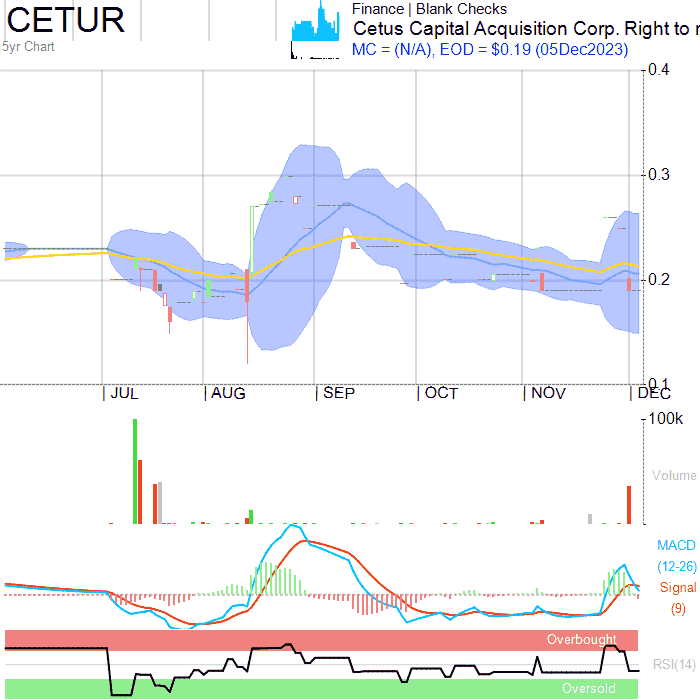 CETUR
5yr Chart
Finance | Blank Checks
Cetus Capital Acquisition Corp. Right to r
MC = (N/A), EOD = $0.19 (05Dec2023)
0.4
0.3
0.2
0.1
JUL AUG SEP OCT NOV DEC
100k
Volume
MACD
(12-26)
Signal
(9)
Overbought
RSI(14)
Oversold